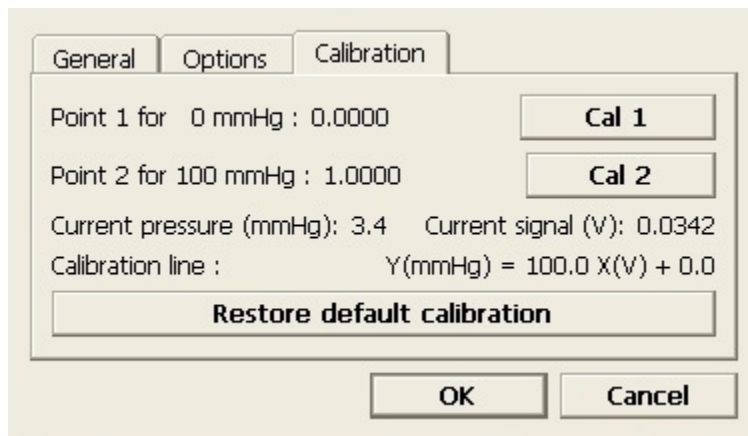 General Options Calibration
Point 1 for 0 mmHg : 0.0000 Cal 1
Point 2 for 100 mmHg : 1.0000 Cal 2
Current pressure (mmHg): 3.4 Current signal (V): 0.0342
Calibration line : Y(mmHg) = 100.0 X(V) + 0.0
Restore default calibration
OK Cancel